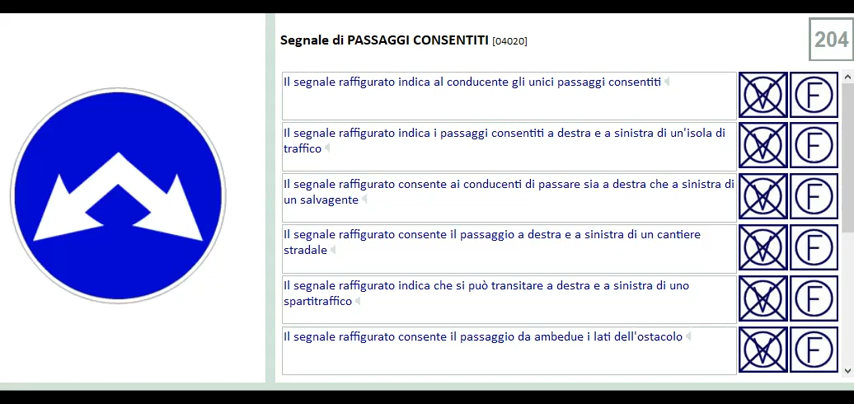 Segnale di PASSAGGI CONSENTITI [04020]
204
Il segnale raffigurato indica al conducente gli unici passaggi consentiti
V F
Il segnale raffigurato indica i passaggi consentiti a destra e a sinistra di un'isola di
traffico
V F
Il segnale raffigurato consente ai conducenti di passare sia a destra che a sinistra di
un salvagente
V F
Il segnale raffigurato consente il passaggio a destra e a sinistra di un cantiere
stradale
V F
Il segnale raffigurato indica che si può transitare a destra e a sinistra di uno
spartitraffico
V F
Il segnale raffigurato consente il passaggio da ambedue i lati dell'ostacolo
V F